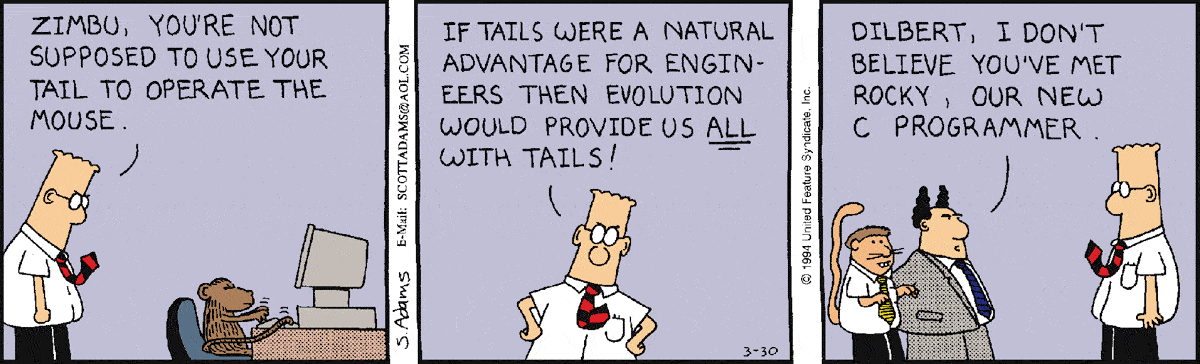 ZIMBU, YOU'RE NOT
SUPPOSED TO USE YOUR
TAIL TO OPERATE THE
MOUSE.
S. Adams E-Mail: SCOTTADAMS@AOL.COM
IF TAILS WERE A NATURAL
ADVANTAGE FOR ENGIN-
EERS THEN EVOLUTION
WOULD PROVIDE US ALL
WITH TAILS!
3-30
© 1994 United Feature Syndicate, Inc.
DILBERT, I DON'T
BELIEVE YOU'VE MET
ROCKY, OUR NEW
C PROGRAMMER.